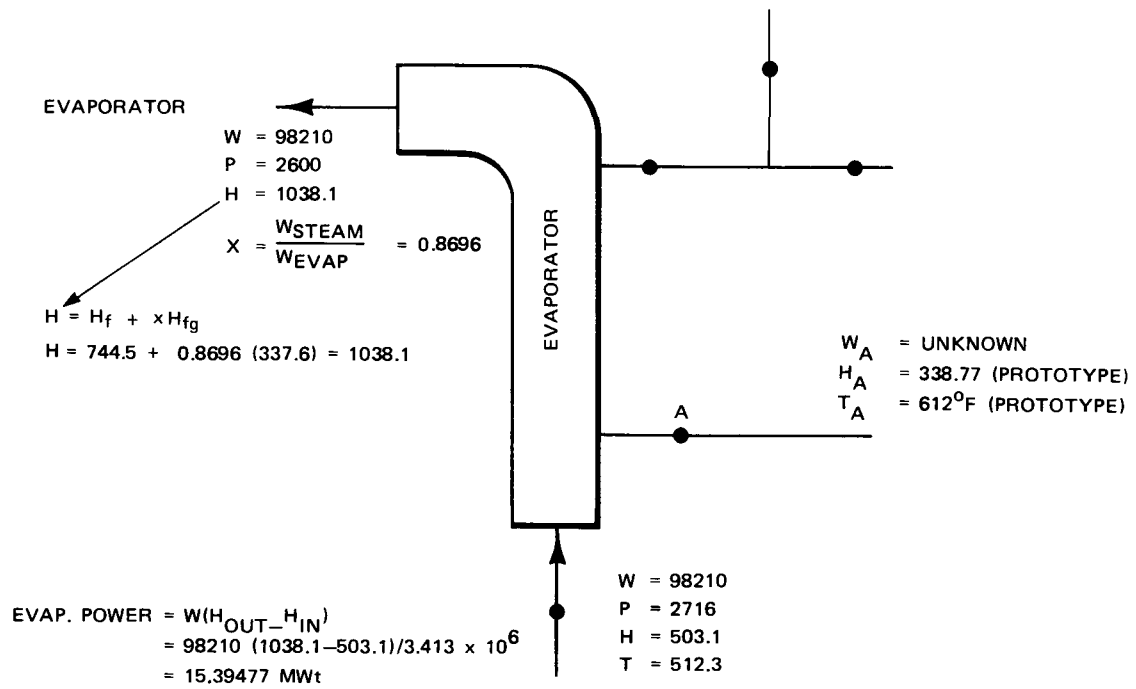 EVAPORATOR
W = 98210
P = 2600
H = 1038.1
X = W_STEAM / W_EVAP = 0.8696
H = H_f + xH_fg
H = 744.5 + 0.8696 (337.6) = 1038.1
EVAPORATOR
W_A = UNKNOWN
H_A = 338.77 (PROTOTYPE)
T_A = 612°F (PROTOTYPE)
A
W = 98210
P = 2716
H = 503.1
T = 512.3
EVAP. POWER = W(H_OUT_H_IN)
= 98210 (1038.1–503.1)/3.413 x 10^6
= 15,39477 MWt